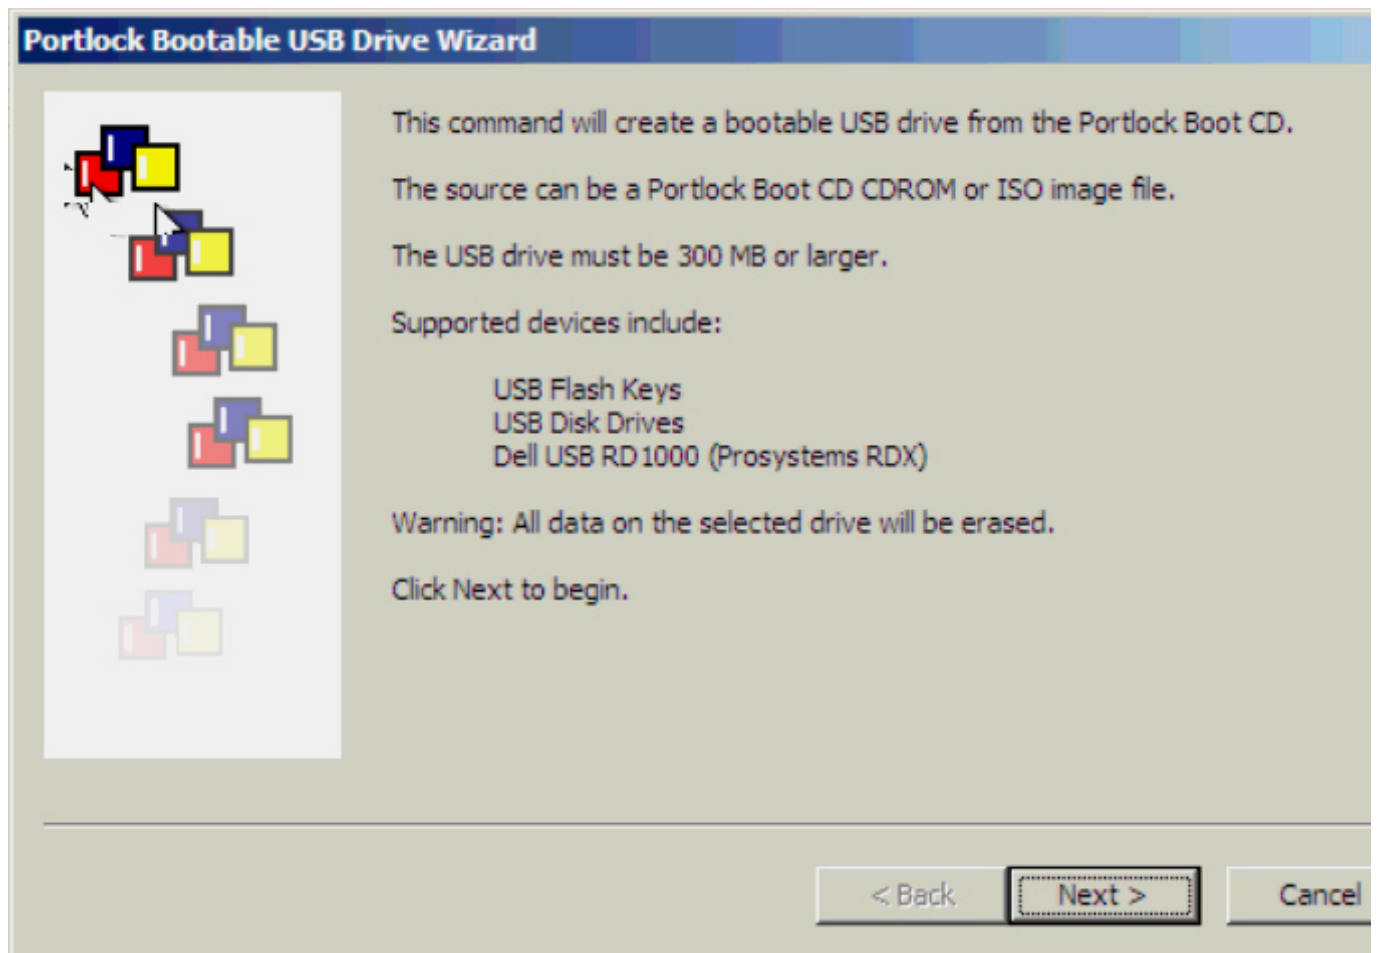 Portlock Bootable USB Drive Wizard
This command will create a bootable USB drive from the Portlock Boot CD.
The source can be a Portlock Boot CD CDROM or ISO image file.
The USB drive must be 300 MB or larger.
Supported devices include:
USB Flash Keys
USB Disk Drives
Dell USB RD1000 (Prosystems RDX)
Warning: All data on the selected drive will be erased.
Click Next to begin.
< Back
Next >
Cancel